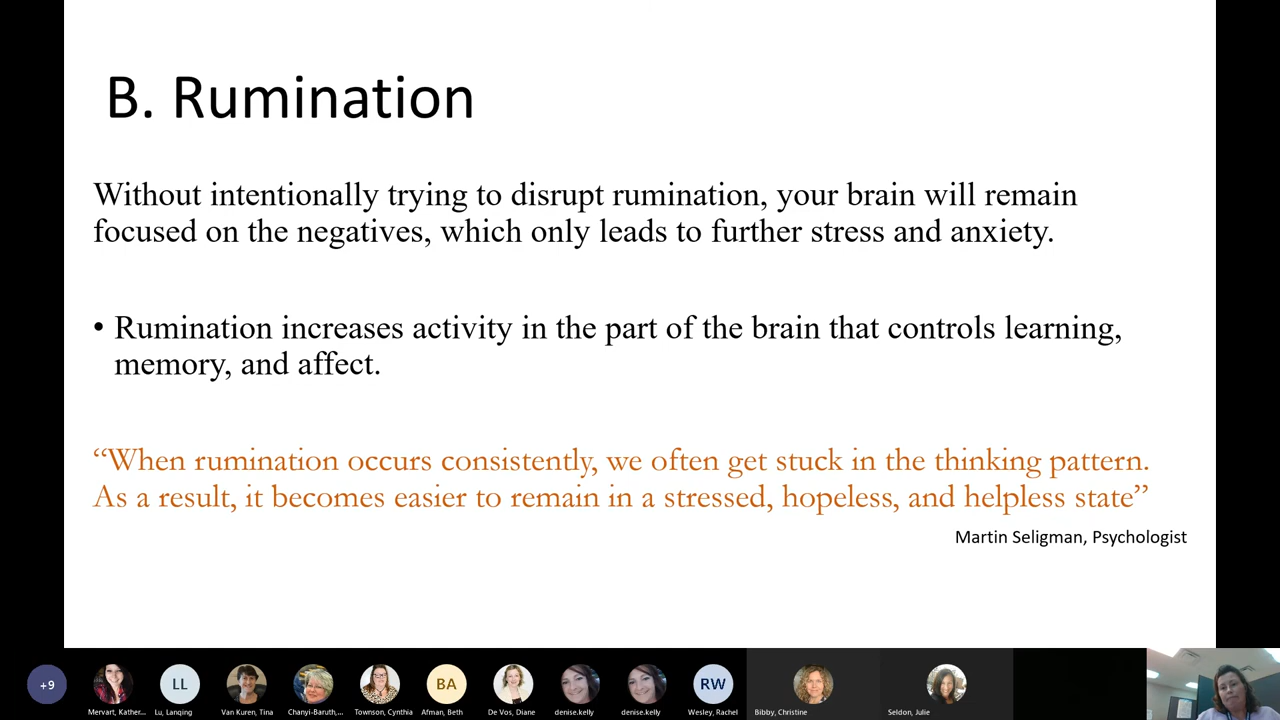 B. Rumination
Without intentionally trying to disrupt rumination, your brain will remain
focused on the negatives, which only leads to further stress and anxiety.
• Rumination increases activity in the part of the brain that controls learning,
memory, and affect.
“When rumination occurs consistently, we often get stuck in the thinking pattern.
As a result, it becomes easier to remain in a stressed, hopeless, and helpless state”
Martin Seligman, Psychologist
+9
LL
BA
RW
Mervart, Kather...
Lu, Lanqing
Van Kuren, Tina
Chanyi-Baruth,...
Townson, Cynthia
Afman, Beth
De Vos, Diane
denise.kelly
denise.kelly
Wesley, Rachel
Bibby, Christine
Seldon, Julie